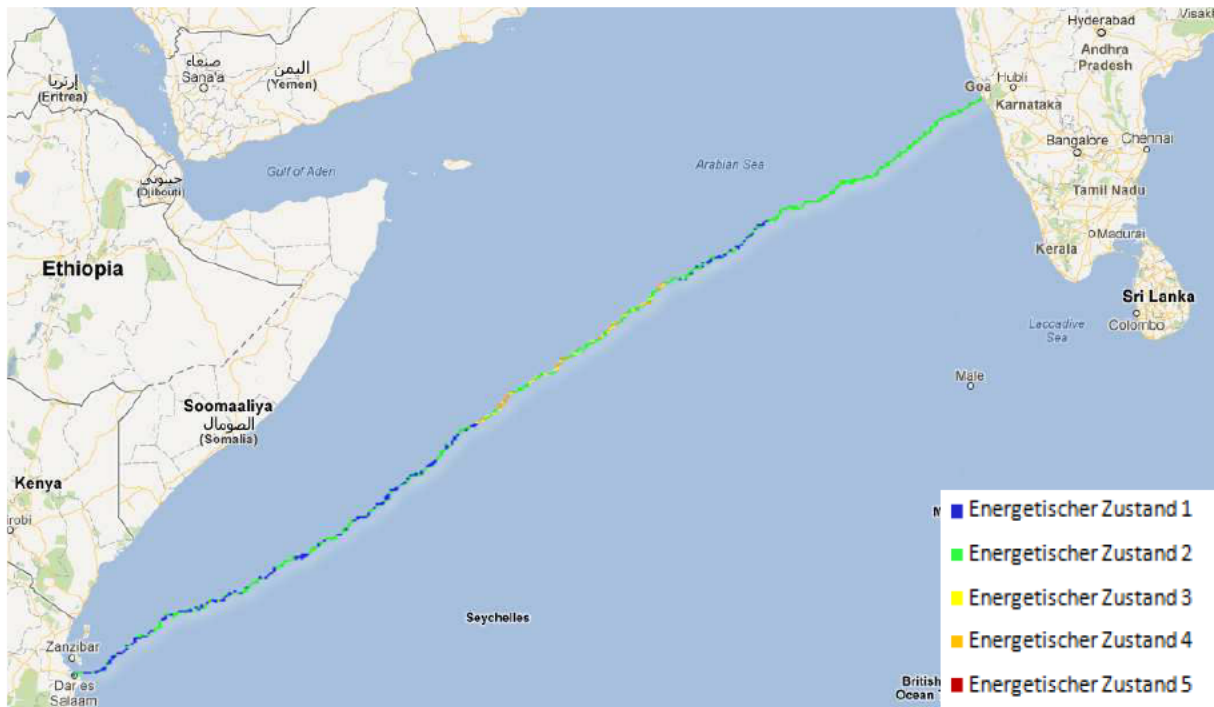 Hyderabad
Visakh
Andhra
Pradesh
إرتريا
(Eritrea)
صنعاء
Sana'a
اليمن
(Yemen)
Hubli
Goa
Karnataka
Bangalore
Chennai
Gulf of Aden
Arabian Sea
جيبوتي
(Djibouti)
Tamil Nadu
Madurai
Kerala
Ethiopia
Sri Lanka
Colombo
Laccadive
Sea
Male
Soomaaliya
الصومال
(Somalia)
Kenya
irobi
M
Seychelles
Zanzibar
Dar es
Salaam
British
Ocean
Energetischer Zustand 1
Energetischer Zustand 2
Energetischer Zustand 3
Energetischer Zustand 4
Energetischer Zustand 5